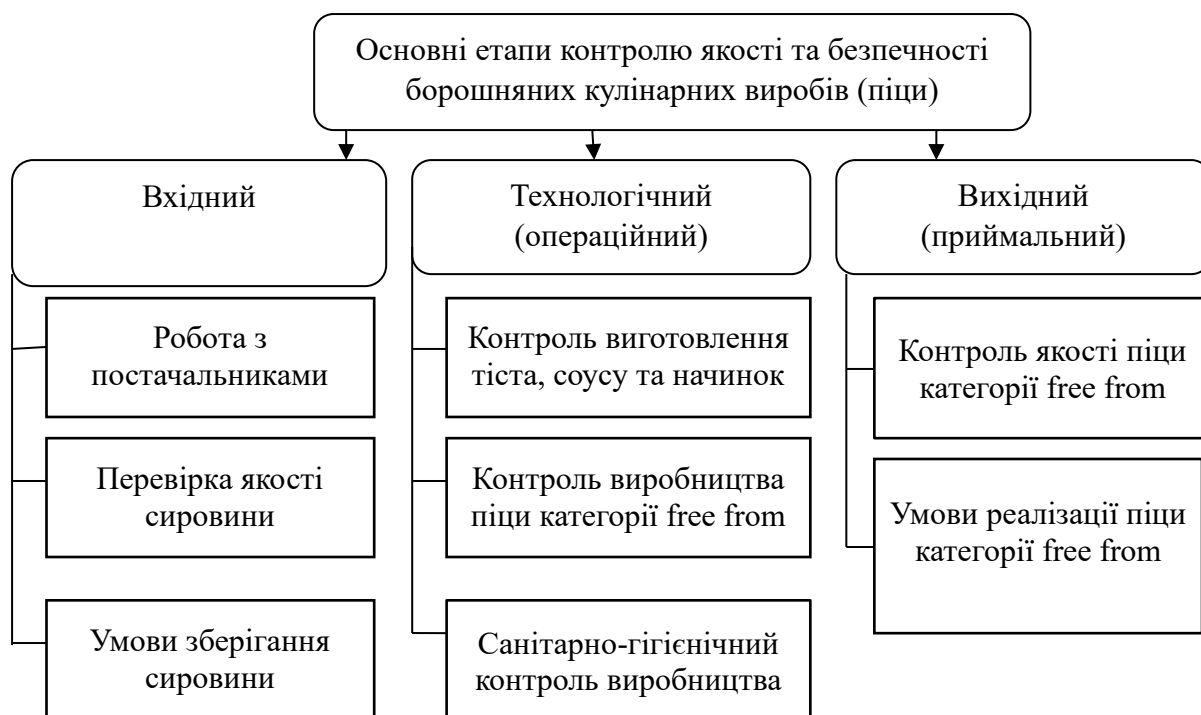 Основні етапи контролю якості та безпечності
борошняних кулінарних виробів (піци)
Вхідний
Робота з
постачальниками
Перевірка якості
сировини
Умови зберігання
сировини
Технологічний
(операційний)
Контроль виготовлення
тіста, соусу та начинок
Контроль виробництва
піци категорії free from
Санітарно-гігієнічний
контроль виробництва
Вихідний
(приймальний)
Контроль якості піци
категорії free from
Умови реалізації піци
категорії free from